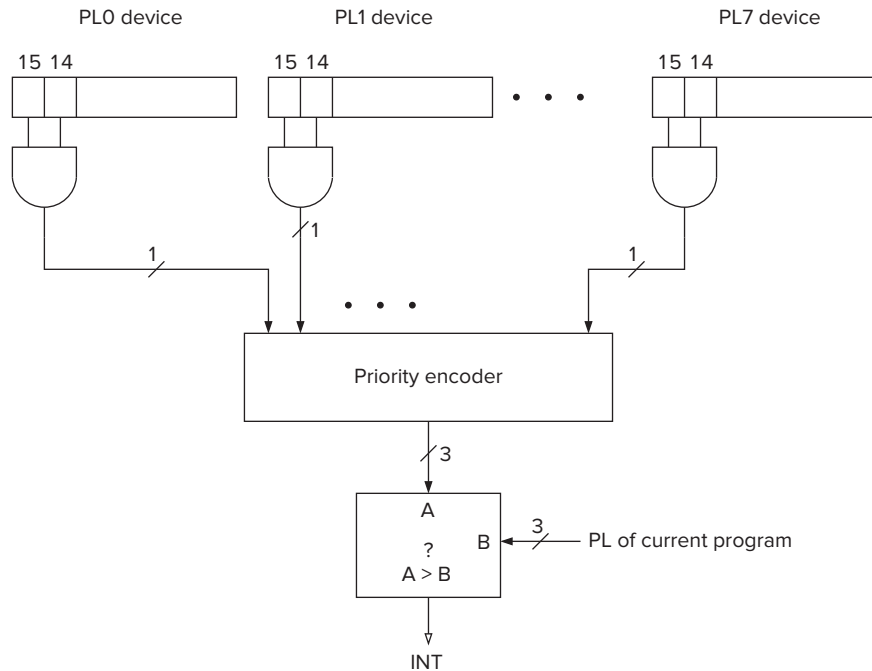 PL0 device
PL1 device
PL7 device
15 14
15 14
15 14
1
1
1
Priority encoder
3
A
B
3
PL of current program
?
A > B
INT